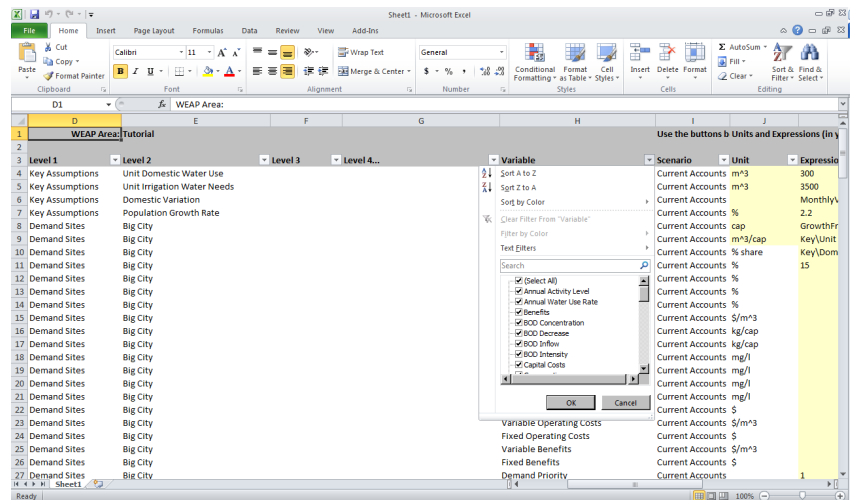 Sheet1 - Microsoft Excel
File Home Insert Page Layout Formulas Data Review View Add-Ins
Cut
Copy
Format Painter
Paste
Calibri 11
B I U
Wrap Text
Merge & Center
General
$ % ,
Conditional Formatting
Format as Table
Cell Styles
Insert Delete Format
AutoSum
Fill
Clear
Sort & Filter
Find & Select
Clipboard Font Alignment Number Styles Cells Editing
D1 fx WEAP Area:
D E F G H I J
1 WEAP Area: Tutorial Use the buttons b Units and Expressions (in y
2
3 Level 1 Level 2 Level 3 Level 4... Variable Scenario Unit Expressio
4 Key Assumptions Unit Domestic Water Use Current Accounts m^3 300
5 Key Assumptions Unit Irrigation Water Needs Current Accounts m^3 3500
6 Key Assumptions Domestic Variation Current Accounts MonthlyV
7 Key Assumptions Population Growth Rate Current Accounts % 2.2
8 Demand Sites Big City Current Accounts cap GrowthFr
9 Demand Sites Big City Current Accounts m^3/cap Key\Unit
10 Demand Sites Big City Current Accounts % share Key\Dom
11 Demand Sites Big City Current Accounts % 15
12 Demand Sites Big City Current Accounts %
13 Demand Sites Big City Current Accounts %
14 Demand Sites Big City Current Accounts %
15 Demand Sites Big City Current Accounts $/m^3
16 Demand Sites Big City Current Accounts kg/cap
17 Demand Sites Big City Current Accounts kg/cap
18 Demand Sites Big City Current Accounts mg/l
19 Demand Sites Big City Current Accounts mg/l
20 Demand Sites Big City Current Accounts mg/l
21 Demand Sites Big City Current Accounts mg/l
22 Demand Sites Big City Current Accounts $
23 Demand Sites Big City Variable Operating Costs Current Accounts $/m^3
24 Demand Sites Big City Fixed Operating Costs Current Accounts $
25 Demand Sites Big City Variable Benefits Current Accounts $/m^3
26 Demand Sites Big City Fixed Benefits Current Accounts $
27 Demand Sites Big City Demand Priority Current Accounts 1
Sort A to Z
Sort Z to A
Sort by Color
Clear Filter From "Variable"
Filter by Color
Text Filters
Search
(Select All)
Annual Activity Level
Annual Water Use Rate
Benefits
BOD Concentration
BOD Decrease
BOD Inflow
BOD Intensity
Capital Costs
OK Cancel
Sheet1
Ready 100%